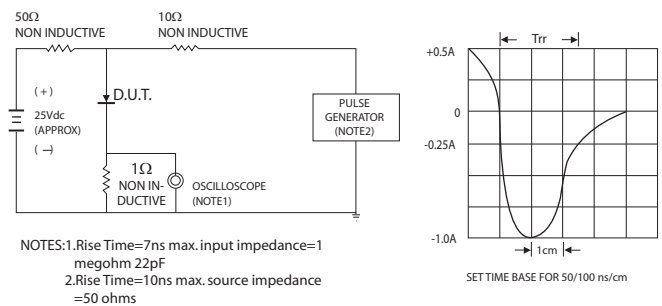 50Ω
NON INDUCTIVE
10Ω
NON INDUCTIVE
(+)
25Vdc
(APPROX)
(−)
D.U.T.
1Ω
NON IN-
DUCTIVE
OSCILLOSCOPE
(NOTE1)
PULSE
GENERATOR
(NOTE2)
NOTES:1.Rise Time=7ns max. input impedance=1
megohm 22pF
2.Rise Time=10ns max. source impedance
=50 ohms
Trr
+0.5A
0
-0.25A
-1.0A
1cm
SET TIME BASE FOR 50/100 ns/cm